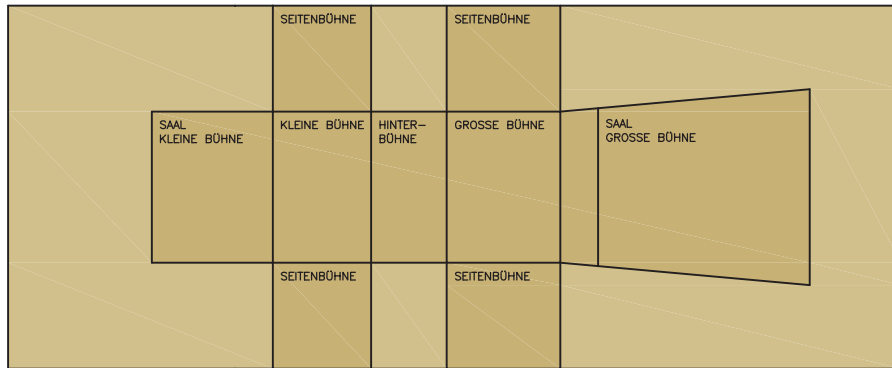 SEITENBÜHNE
SEITENBÜHNE
SAAL
KLEINE BÜHNE
KLEINE BÜHNE
HINTER–
BÜHNE
GROSSE BÜHNE
SAAL
GROSSE BÜHNE
SEITENBÜHNE
SEITENBÜHNE